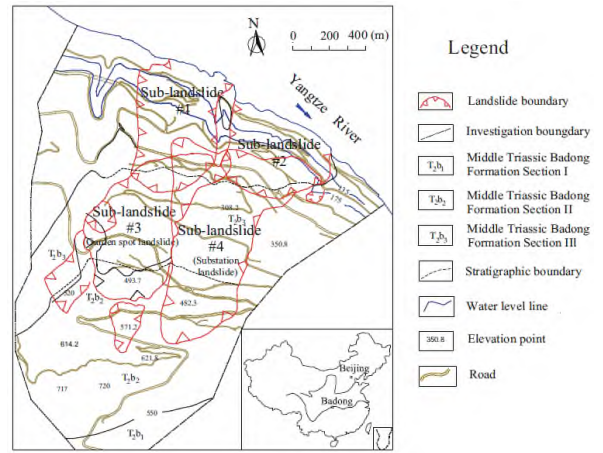 N
0 200 400 (m)
Yangtze River
Sub-landslide
#1
Sub-landslide
#2
175
175
308.2
T₂b₃
Sub-landslide
#3
(Garden spot landslide)
Sub-landslide
#4
(Substation
landslide)
350.8
T₂b₃
493.7
T₂b₂
482.3
571.2
614.2
621.8
717
720
T₂b₂
550
T₂b₁
Beijing
Badong
Legend
Landslide boundary
Investigation boungdary
T₂b₁
Middle Triassic Badong
Formation Section I
T₂b₂
Middle Triassic Badong
Formation Section II
T₂b₃
Middle Triassic Badong
Formation Section III
Stratigraphic boundary
Water level line
350.8
Elevation point
Road